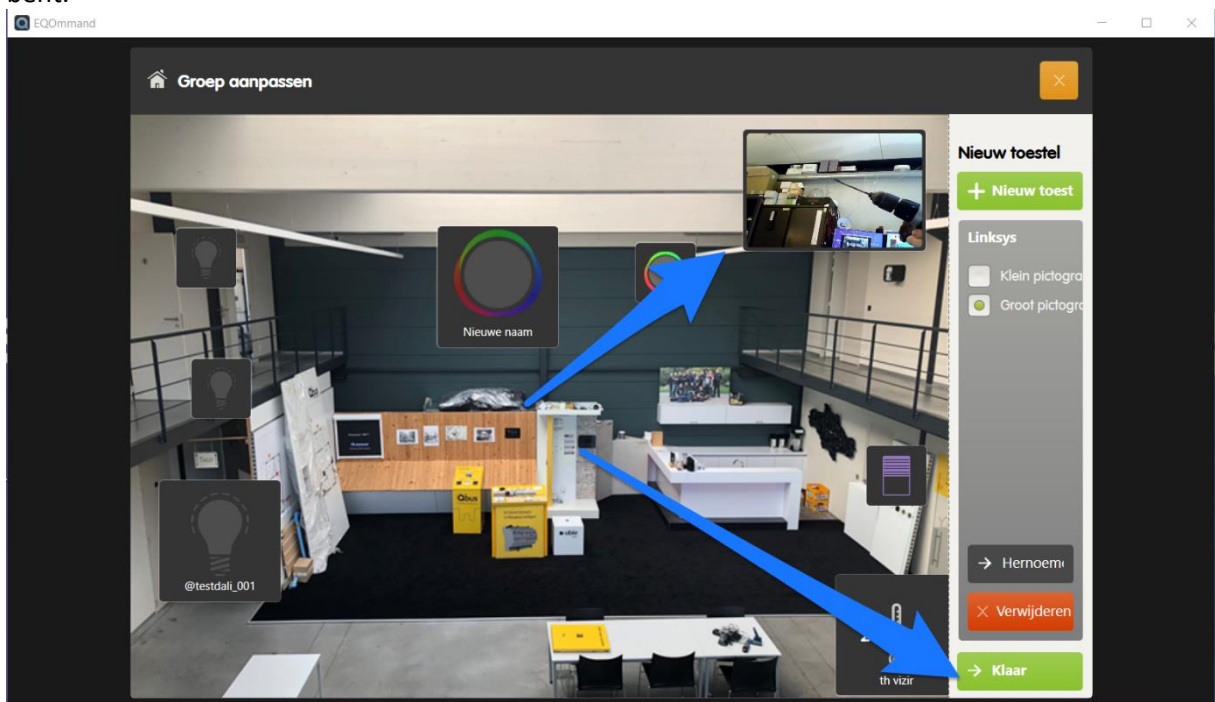 bent.
EQOmmand
Groep aanpassen
Nieuw toestel
Nieuw toest
Linksys
Klein pictogra
Groot pictogra
Nieuwe naam
Qbus
@testdali_001
Hernoeme
Verwijderen
th vizir
Klaar